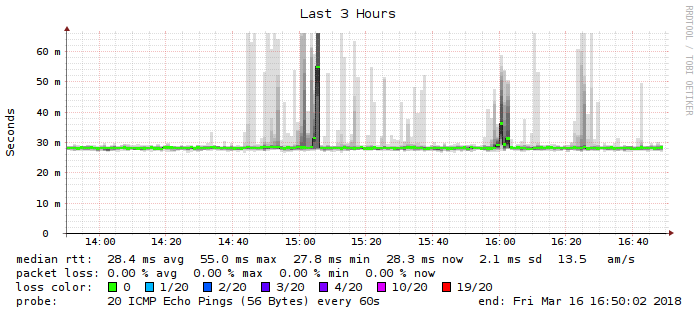 Last 3 Hours
RRDTOOL / TOBI OETIKER
Seconds
60 m
50 m
40 m
30 m
20 m
10 m
0
14:00 14:20 14:40 15:00 15:20 15:40 16:00 16:20 16:40
median rtt: 28.4 ms avg 55.0 ms max 27.8 ms min 28.3 ms now 2.1 ms sd 13.5 am/s
packet loss: 0.00 % avg 0.00 % max 0.00 % min 0.00 % now
loss color: 0 1/20 2/20 3/20 4/20 10/20 19/20
probe: 20 ICMP Echo Pings (56 Bytes) every 60s end: Fri Mar 16 16:50:02 2018